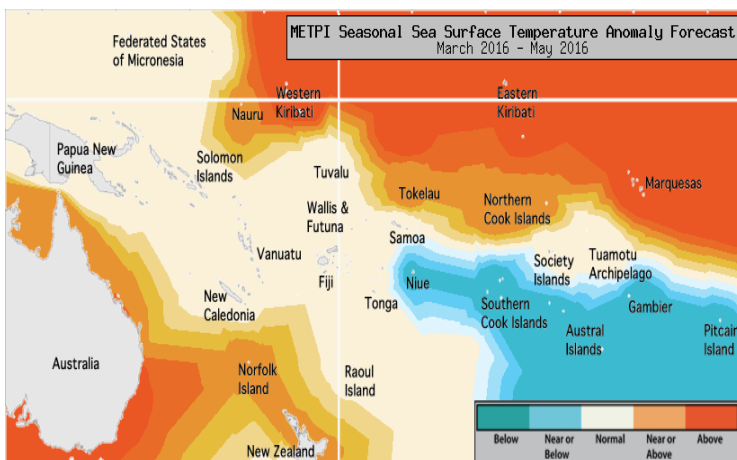 METPI Seasonal Sea Surface Temperature Anomaly Forecast
March 2016 – May 2016
Federated States
of Micronesia
Western
Kiribati
Eastern
Kiribati
Nauru
Papua New
Guinea
Solomon
Islands
Tuvalu
Tokelau
Northern
Cook Islands
Marquesas
Wallis &
Futuna
Samoa
Vanuatu
Fiji
Niue
Society
Islands
Tuamotu
Archipelago
New
Caledonia
Tonga
Southern
Cook Islands
Gambier
Austral
Islands
Pitcairn
Island
Australia
Norfolk
Island
Raoul
Island
New Zealand
Below
Near or
Below
Normal
Near or
Above
Above